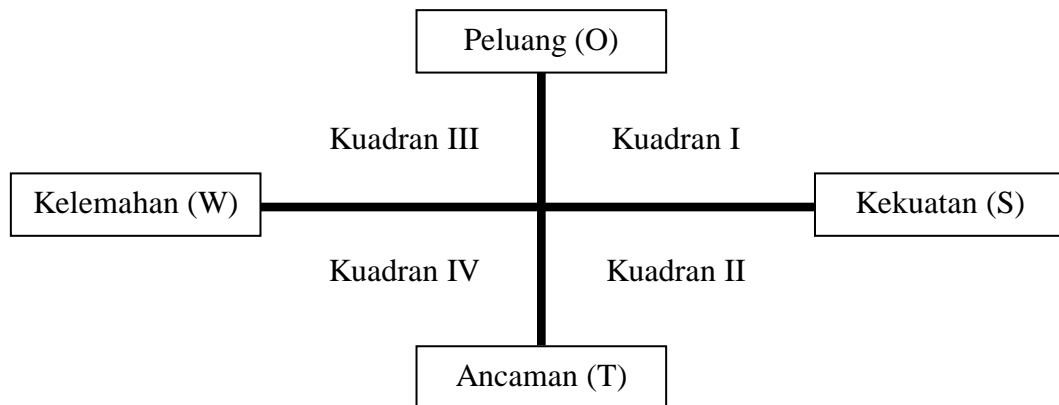 Peluang (O)
Kuadran III
Kuadran I
Kelemahan (W)
Kekuatan (S)
Kuadran IV
Kuadran II
Ancaman (T)